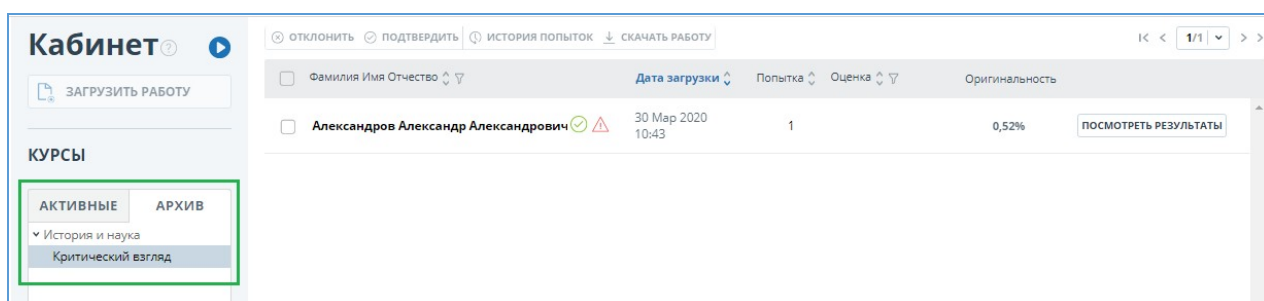 Кабинет ?
ЗАГРУЗИТЬ РАБОТУ
КУРСЫ
АКТИВНЫЕ АРХИВ
История и наука
Критический взгляд
ОТКЛОНИТЬ ПОДТВЕРДИТЬ ИСТОРИЯ ПОПЫТОК СКАЧАТЬ РАБОТУ
1/1
Фамилия Имя Отчество Дата загрузки Попытка Оценка Оригинальность
Александров Александр Александрович 30 Мар 2020 10:43 1 0,52% ПОСМОТРЕТЬ РЕЗУЛЬТАТЫ